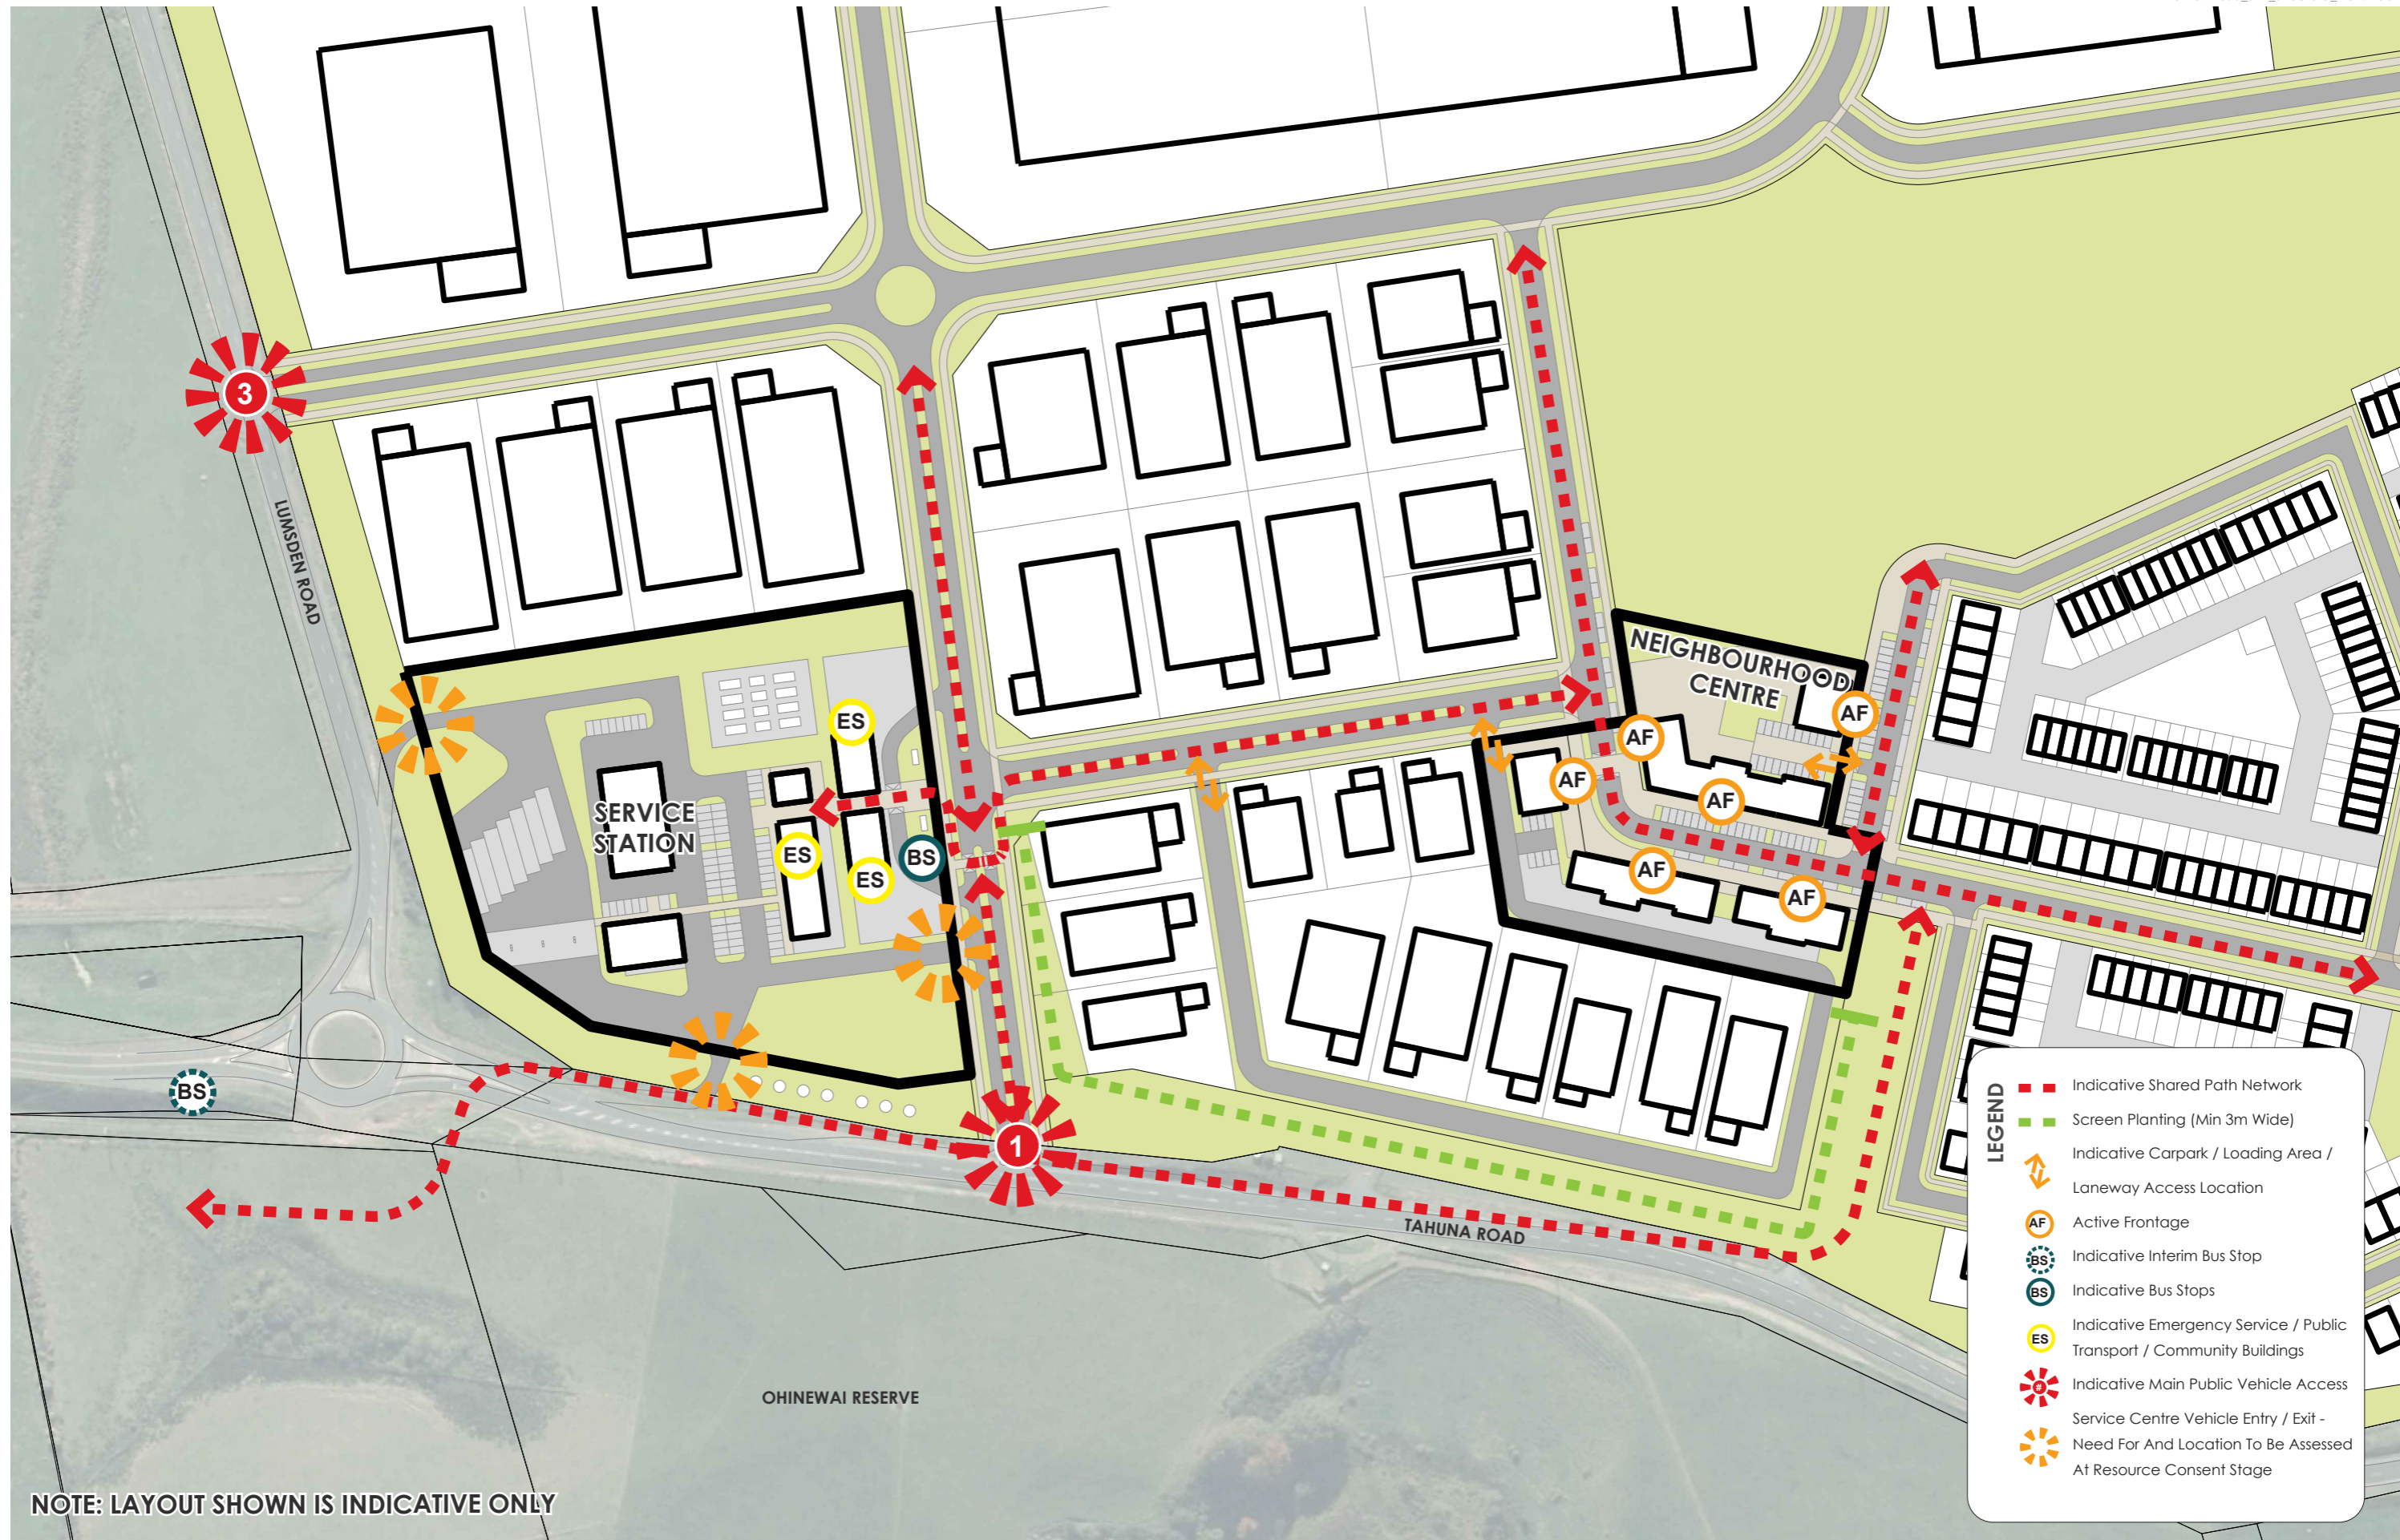 3
LUMSDEN ROAD
NEIGHBOURHOOD
CENTRE
ES
AF
AF
AF
AF
SERVICE
STATION
ES
BS
ES
AF
AF
BS
1
TAHUNA ROAD
OHINEWAI RESERVE
LEGEND
Indicative Shared Path Network
Screen Planting (Min 3m Wide)
Indicative Carpark / Loading Area /
Laneway Access Location
AF Active Frontage
BS Indicative Interim Bus Stop
BS Indicative Bus Stops
Indicative Emergency Service / Public
ES
Transport / Community Buildings
# Indicative Main Public Vehicle Access
Service Centre Vehicle Entry / Exit -
Need For And Location To Be Assessed
At Resource Consent Stage
NOTE: LAYOUT SHOWN IS INDICATIVE ONLY